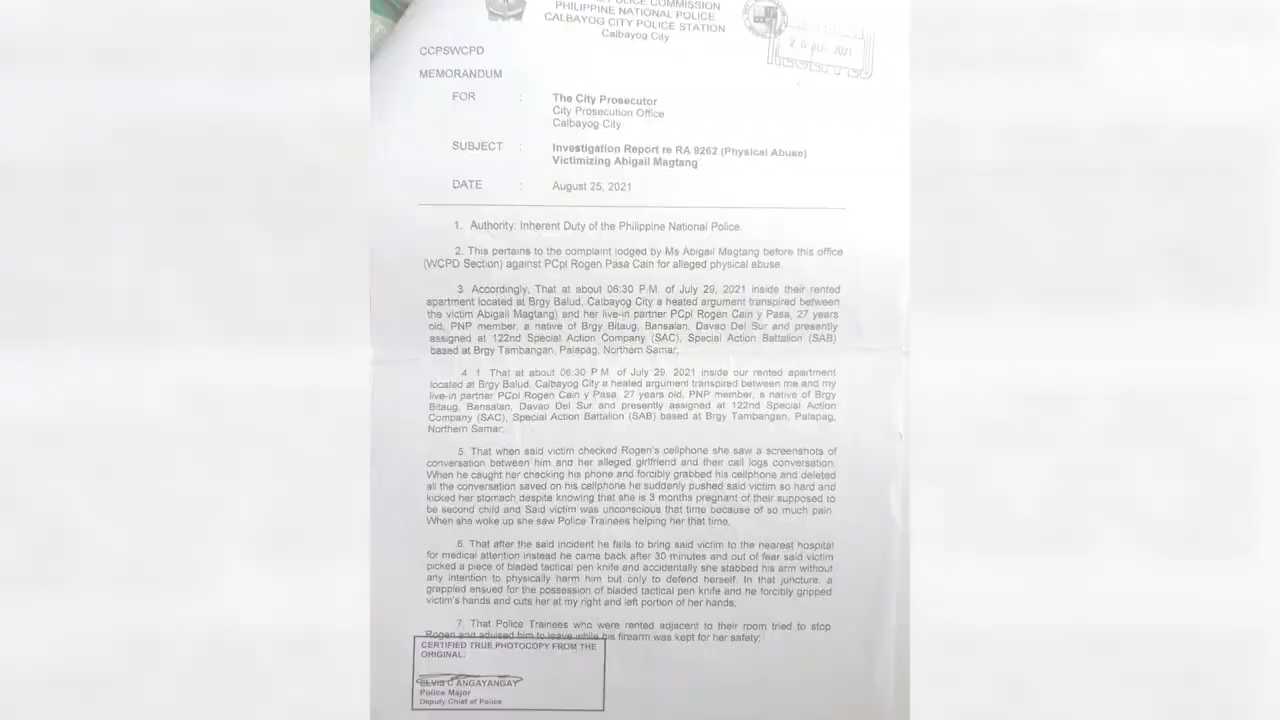 POLICE COMMISSION
PHILIPPINE NATIONAL POLICE
CALBAYOG CITY POLICE STATION
Calbayog City
26 AUG 2021
CCPSWCPD
MEMORANDUM
FOR : The City Prosecutor
City Prosecution Office
Calbayog City
SUBJECT : Investigation Report re RA 9262 (Physical Abuse)
Victimizing Abigail Magtang
DATE : August 25, 2021
1. Authority: Inherent Duty of the Philippine National Police.
2. This pertains to the complaint lodged by Ms Abigail Magtang before this office
(WCPD Section) against PCpl Rogen Pasa Cain for alleged physical abuse.
3 Accordingly, That at about 06:30 P.M. of July 29, 2021 inside their rented
apartment located at Brgy Balud, Calbayog City a heated argument transpired between
the victim Abigail Magtang) and her live-in partner PCpl Rogen Cain y Pasa, 27 years
old, PNP member, a native of Brgy Bitaug, Bansalan, Davao Del Sur and presently
assigned at 122nd Special Action Company (SAC), Special Action Battalion (SAB)
based at Brgy Tambangan, Palapag, Northern Samar;
4 1 That at about 06:30 P.M. of July 29, 2021 inside our rented apartment
located at Brgy Balud, Calbayog City a heated argument transpired between me and my
live-in partner PCpl Rogen Cain y Pasa, 27 years old, PNP member, a native of Brgy
Bitaug, Bansalan, Davao Del Sur and presently assigned at 122nd Special Action
Company (SAC), Special Action Battalion (SAB) based at Brgy Tambangan, Palapag,
Northern Samar;
5. That when said victim checked Rogen's cellphone she saw a screenshots of
conversation between him and her alleged girlfriend and their call logs conversation.
When he caught her checking his phone and forcibly grabbed his cellphone and deleted
all the conversation saved on his cellphone he suddenly pushed said victim so hard and
kicked her stomach despite knowing that she is 3 months pregnant of their supposed to
be second child and Said victim was unconscious that time because of so much pain.
When she woke up she saw Police Trainees helping her that time.
6. That after the said incident he fails to bring said victim to the nearest hospital
for medical attention instead he came back after 30 minutes and out of fear said victim
picked a piece of bladed tactical pen knife and accidentally she stabbed his arm without
any intention to physically harm him but only to defend herself. In that juncture, a
grappled ensued for the possession of bladed tactical pen knife and he forcibly gripped
victim's hands and cuts her at my right and left portion of her hands;
7. That Police Trainees who were rented adjacent to their room tried to stop
Rogen and advised him to leave while his firearm was kept for her safety;
CERTIFIED TRUE PHOTOCOPY FROM THE
ORIGINAL:
ELVIS C ANGAYANGAY
Police Major
Deputy Chief of Police